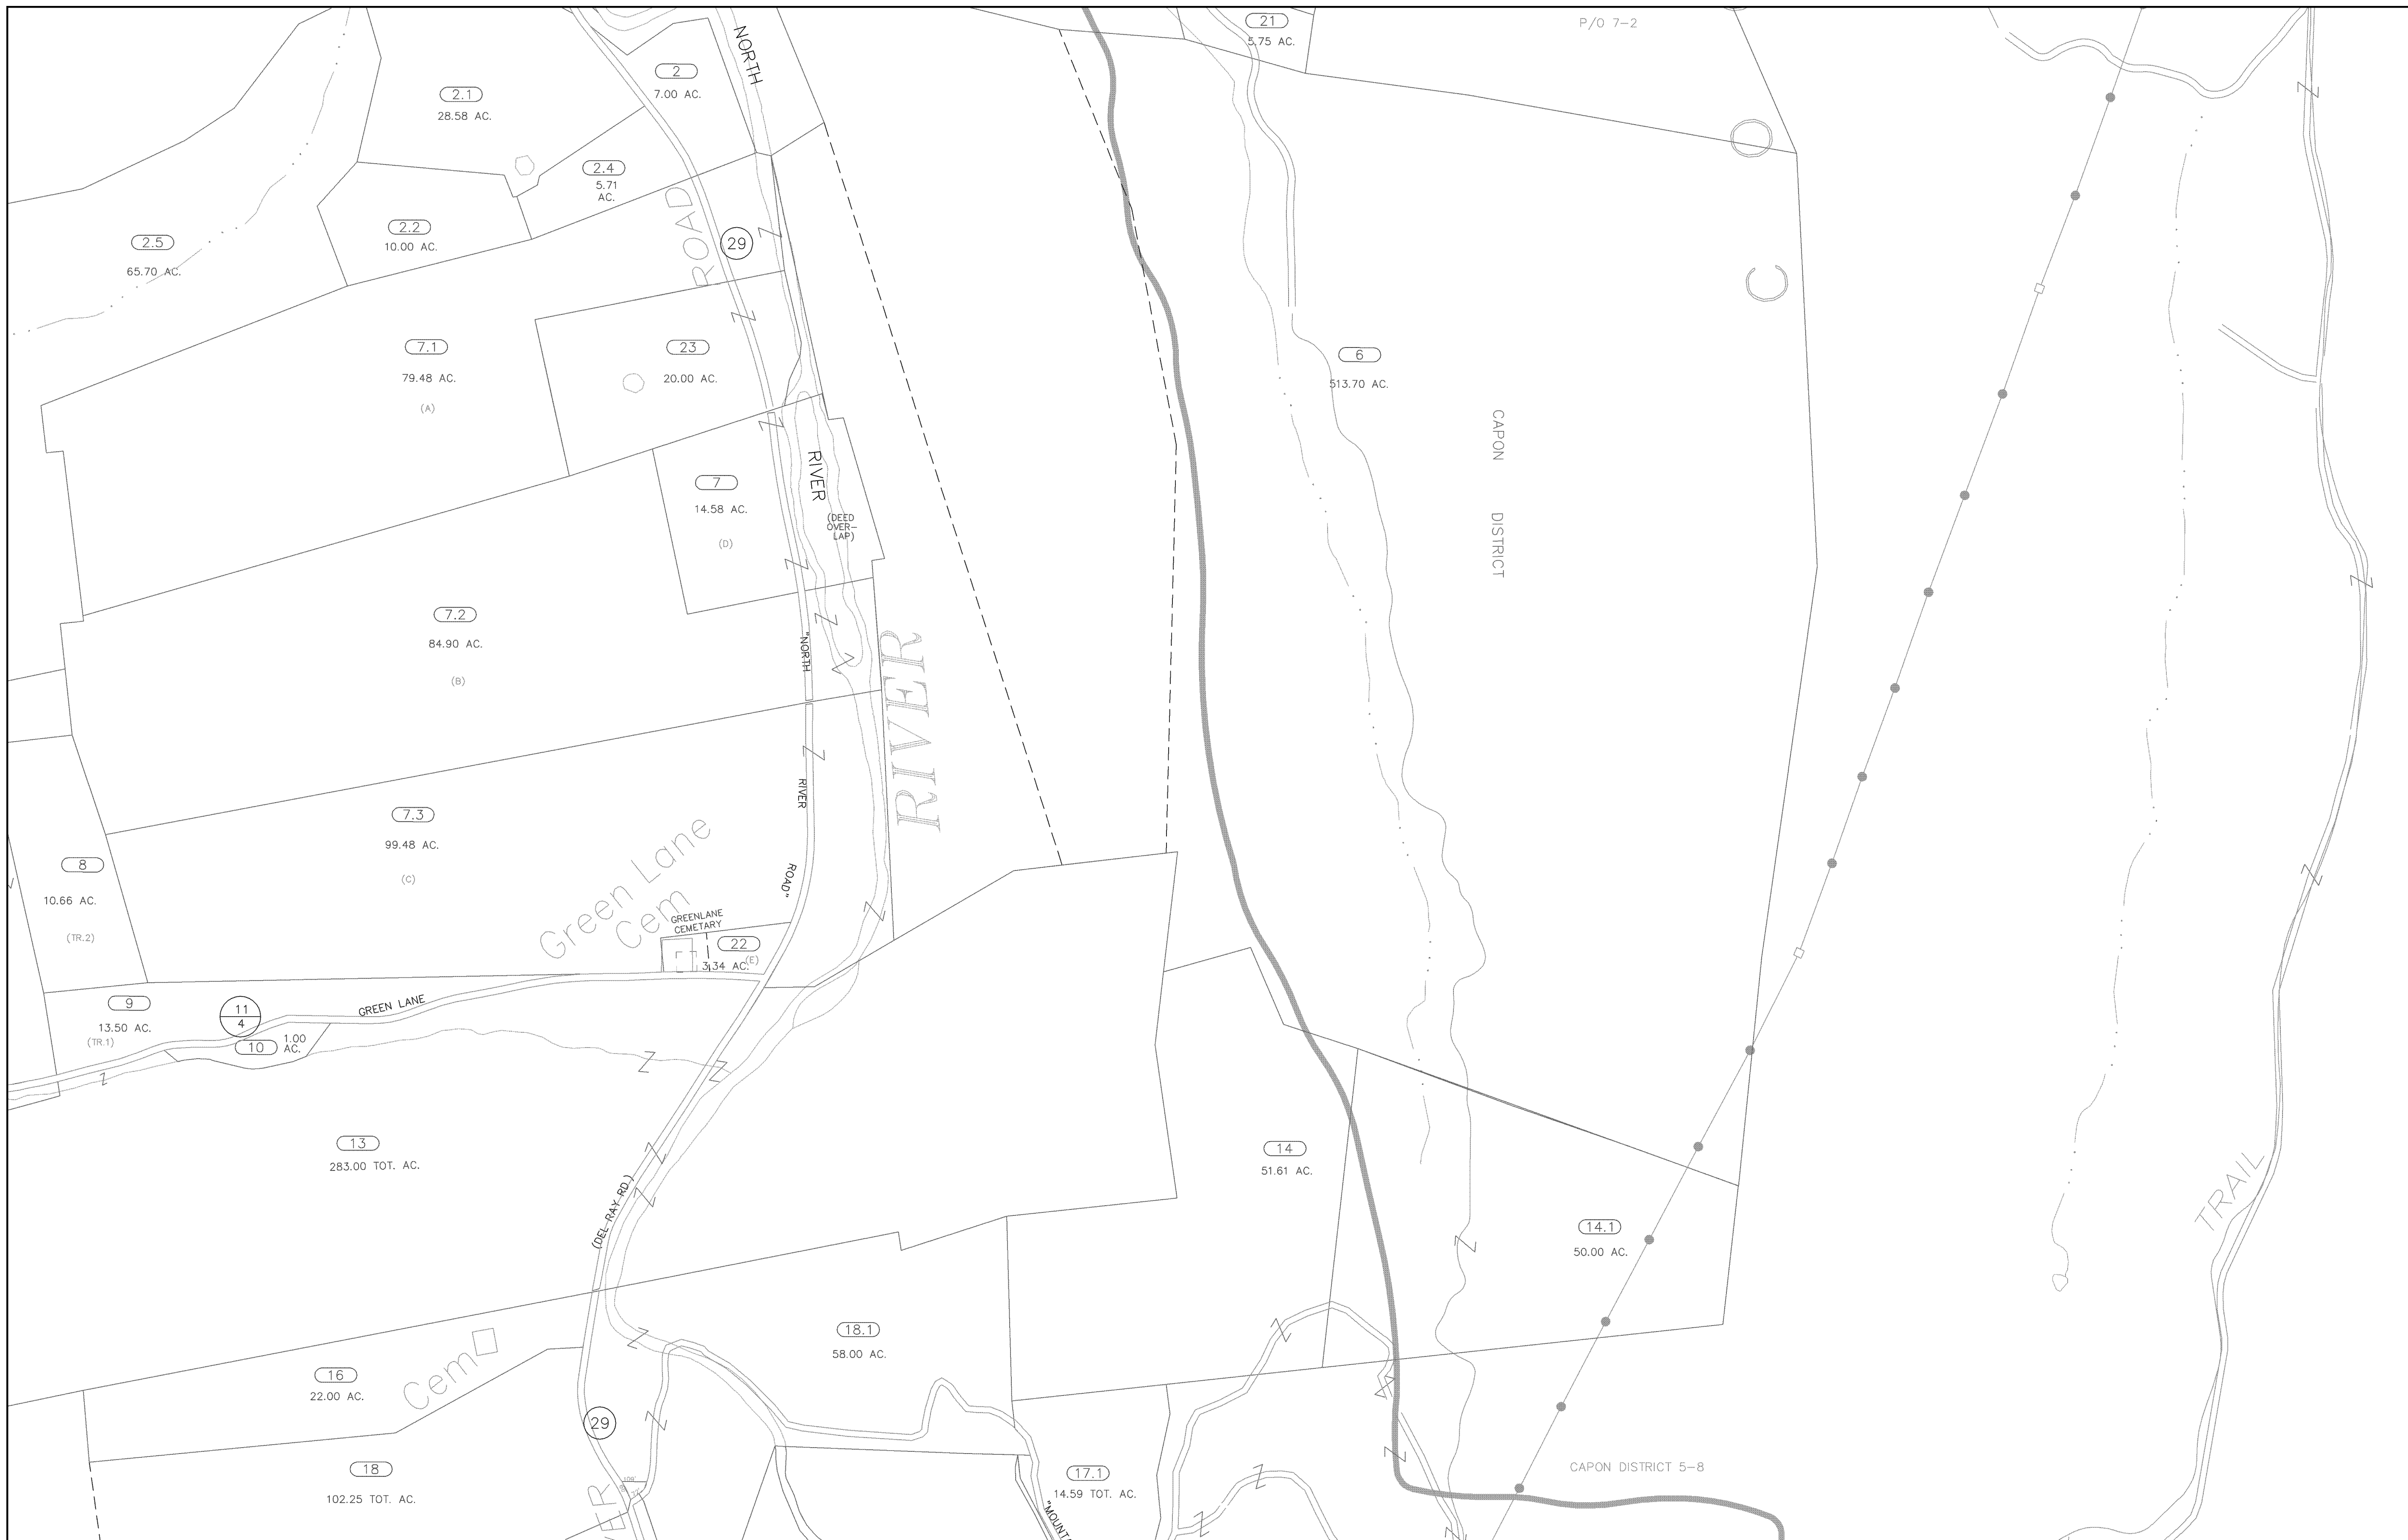 21
5.75 AC.
P/O 7-2
NORTH
2
7.00 AC.
2.1
28.58 AC.
2.4
5.71
AC.
ROAD
2.2
10.00 AC.
29
2.5
65.70 AC.
C
7.1
79.48 AC.
(A)
23
20.00 AC.
6
513.70 AC.
CAPON DISTRICT
7
14.58 AC.
(D)
RIVER
(DEED
OVER-
LAP)
7.2
84.90 AC.
(B)
"NORTH
RIVER
RIVER
ROAD"
7.3
99.48 AC.
(C)
8
10.66 AC.
(TR.2)
Green Lane
Cem
GREENLANE
CEMETARY
22
3.34 AC.
(E)
9
13.50 AC.
(TR.1)
11
4
GREEN LANE
10
1.00
AC.
13
283.00 TOT. AC.
(DEL RAY RD.)
14
51.61 AC.
14.1
50.00 AC.
TRAIL
18.1
58.00 AC.
16
22.00 AC.
Cem
29
18
102.25 TOT. AC.
17.1
14.59 TOT. AC.
CAPON DISTRICT 5-8